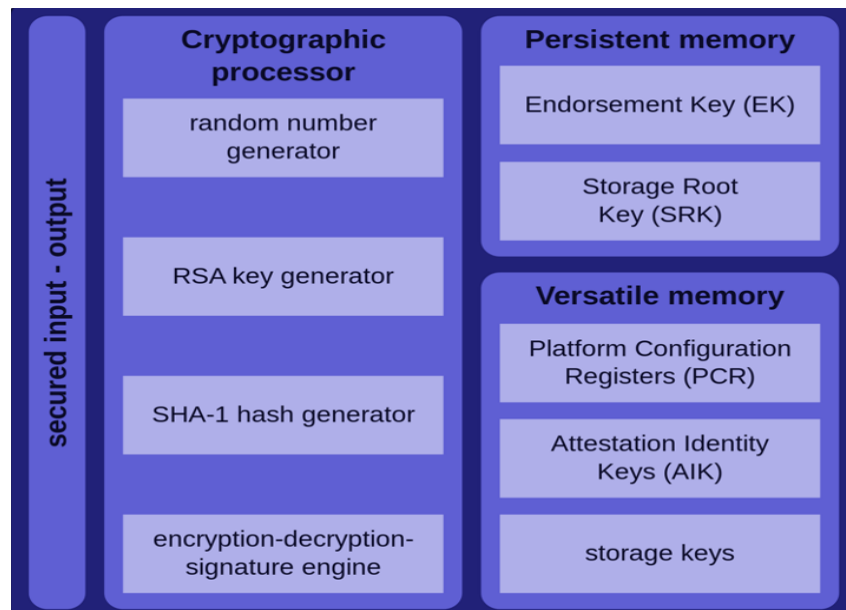 secured input - output
Cryptographic
processor
random number
generator
RSA key generator
SHA-1 hash generator
encryption-decryption-
signature engine
Persistent memory
Endorsement Key (EK)
Storage Root
Key (SRK)
Versatile memory
Platform Configuration
Registers (PCR)
Attestation Identity
Keys (AIK)
storage keys